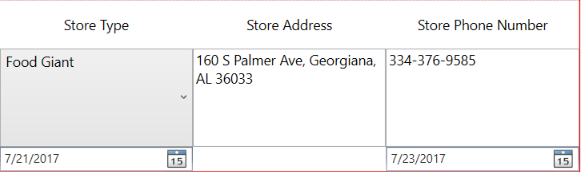 Store Type
Store Address
Store Phone Number
Food Giant
160 S Palmer Ave, Georgiana,
AL 36033
334-376-9585
7/21/2017
15
7/23/2017
15